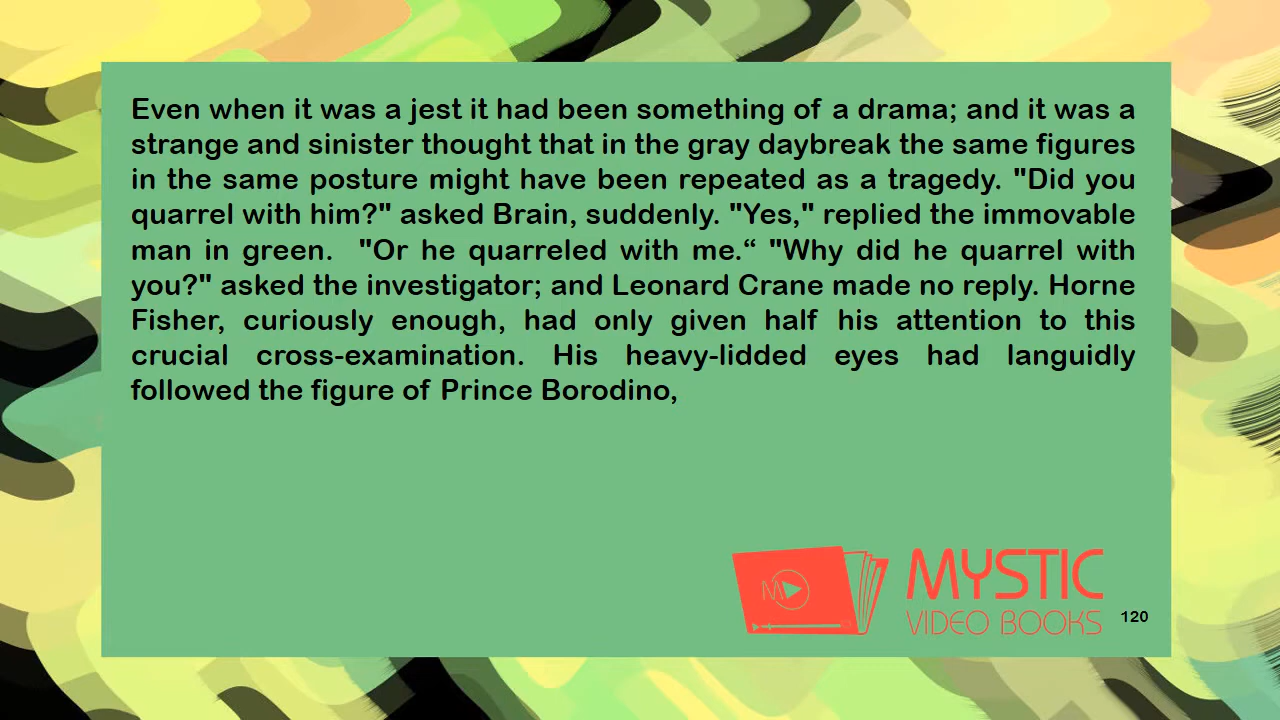 Even when it was a jest it had been something of a drama; and it was a
strange and sinister thought that in the gray daybreak the same figures
in the same posture might have been repeated as a tragedy. "Did you
quarrel with him?" asked Brain, suddenly. "Yes," replied the immovable
man in green.  "Or he quarreled with me.“ "Why did he quarrel with
you?" asked the investigator; and Leonard Crane made no reply. Horne
Fisher, curiously enough, had only given half his attention to this
crucial cross-examination. His heavy-lidded eyes had languidly
followed the figure of Prince Borodino,
M
MYSTIC
VIDEO BOOKS
120